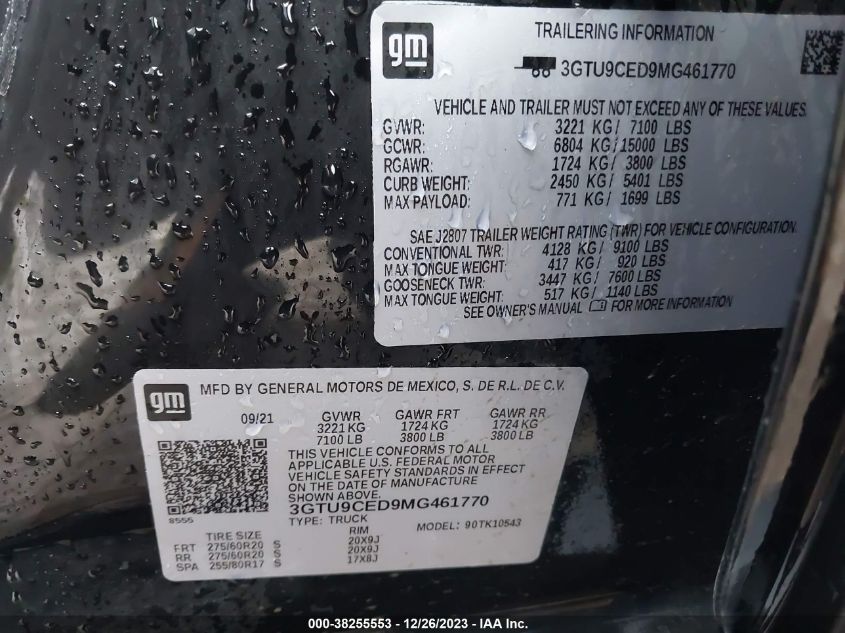 gm
TRAILERING INFORMATION
3GTU9CED9MG461770
VEHICLE AND TRAILER MUST NOT EXCEED ANY OF THESE VALUES.
GVWR: 3221 KG / 7100 LBS
GCWR: 6804 KG / 15000 LBS
RGAWR: 1724 KG / 3800 LBS
CURB WEIGHT: 2450 KG / 5401 LBS
MAX PAYLOAD: 771 KG / 1699 LBS
SAE J2807 TRAILER WEIGHT RATING (TWR) FOR VEHICLE CONFIGURATION.
CONVENTIONAL TWR: 4128 KG / 9100 LBS
MAX TONGUE WEIGHT: 417 KG / 920 LBS
GOOSENECK TWR: 3447 KG / 7600 LBS
MAX TONGUE WEIGHT: 517 KG / 1140 LBS
SEE OWNER'S MANUAL FOR MORE INFORMATION
gm
MFD BY GENERAL MOTORS DE MEXICO, S. DE R.L. DE C.V.
09/21 GVWR GAWR FRT GAWR RR
3221 KG 1724 KG 1724 KG
7100 LB 3800 LB 3800 LB
THIS VEHICLE CONFORMS TO ALL
APPLICABLE U.S. FEDERAL MOTOR
VEHICLE SAFETY STANDARDS IN EFFECT
ON THE DATE OF MANUFACTURE
SHOWN ABOVE.
3GTU9CED9MG461770
8555
TYPE: TRUCK MODEL: 90TK10543
TIRE SIZE RIM
FRT 275/60R20 S 20X9J
RR 275/60R20 S 20X9J
SPA 255/80R17 S 17X8J
000-38255553 - 12/26/2023 - IAA Inc.